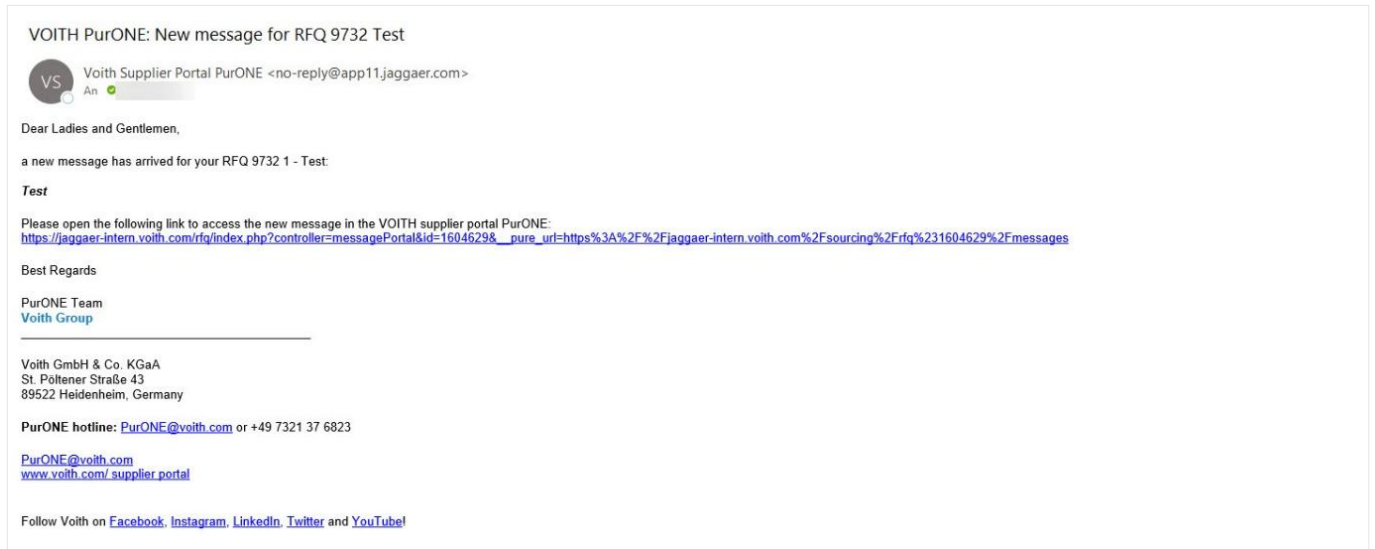 VOITH PurONE: New message for RFQ 9732 Test
VS
Voith Supplier Portal PurONE <no-reply@app11.jaggaer.com>
An
Dear Ladies and Gentlemen,
a new message has arrived for your RFQ 9732 1 - Test:
Test
Please open the following link to access the new message in the VOITH supplier portal PurONE:
https://jaggaer-intern.voith.com/rfq/index.php?controller=messagePortal&id=1604629&__pure_url=https%3A%2F%2Fjaggaer-intern.voith.com%2Fsourcing%2Frfq%231604629%2Fmessages
Best Regards
PurONE Team
Voith Group
Voith GmbH & Co. KGaA
St. Pöltener Straße 43
89522 Heidenheim, Germany
PurONE hotline: PurONE@voith.com or +49 7321 37 6823
PurONE@voith.com
www.voith.com/ supplier portal
Follow Voith on Facebook, Instagram, LinkedIn, Twitter and YouTube!